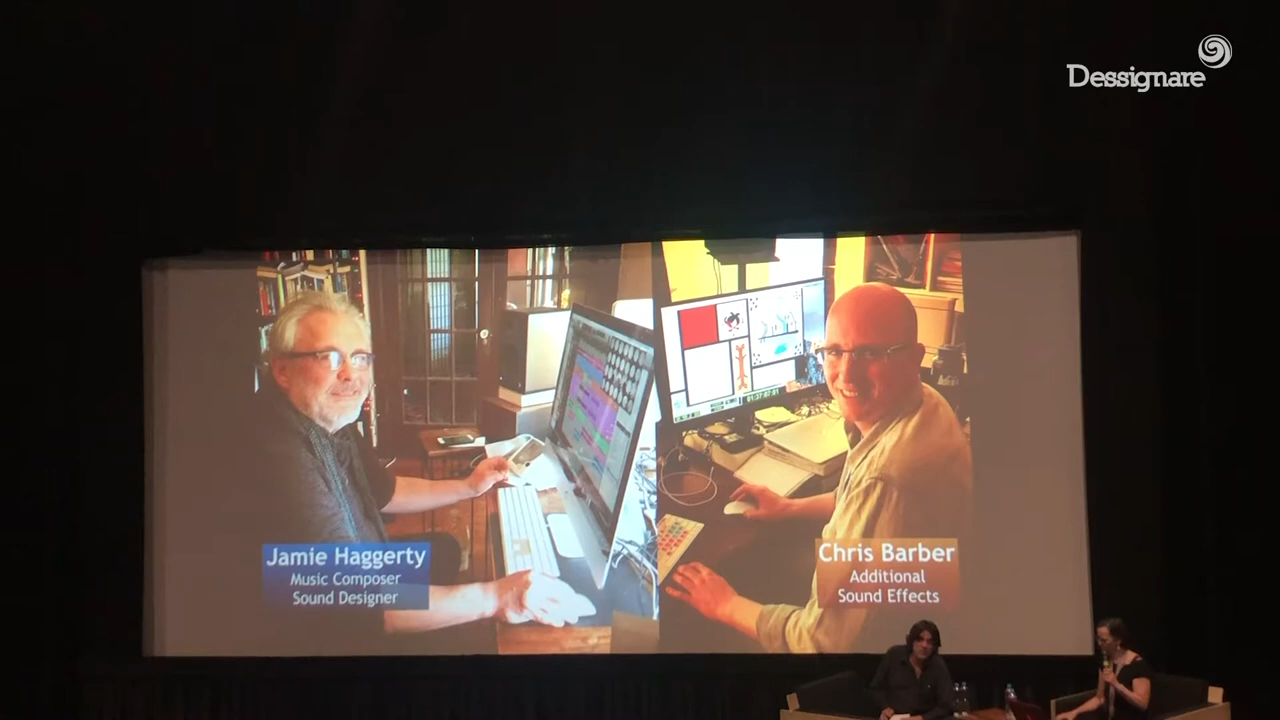 Dessignare
Jamie Haggerty
Music Composer
Sound Designer
Chris Barber
Additional
Sound Effects